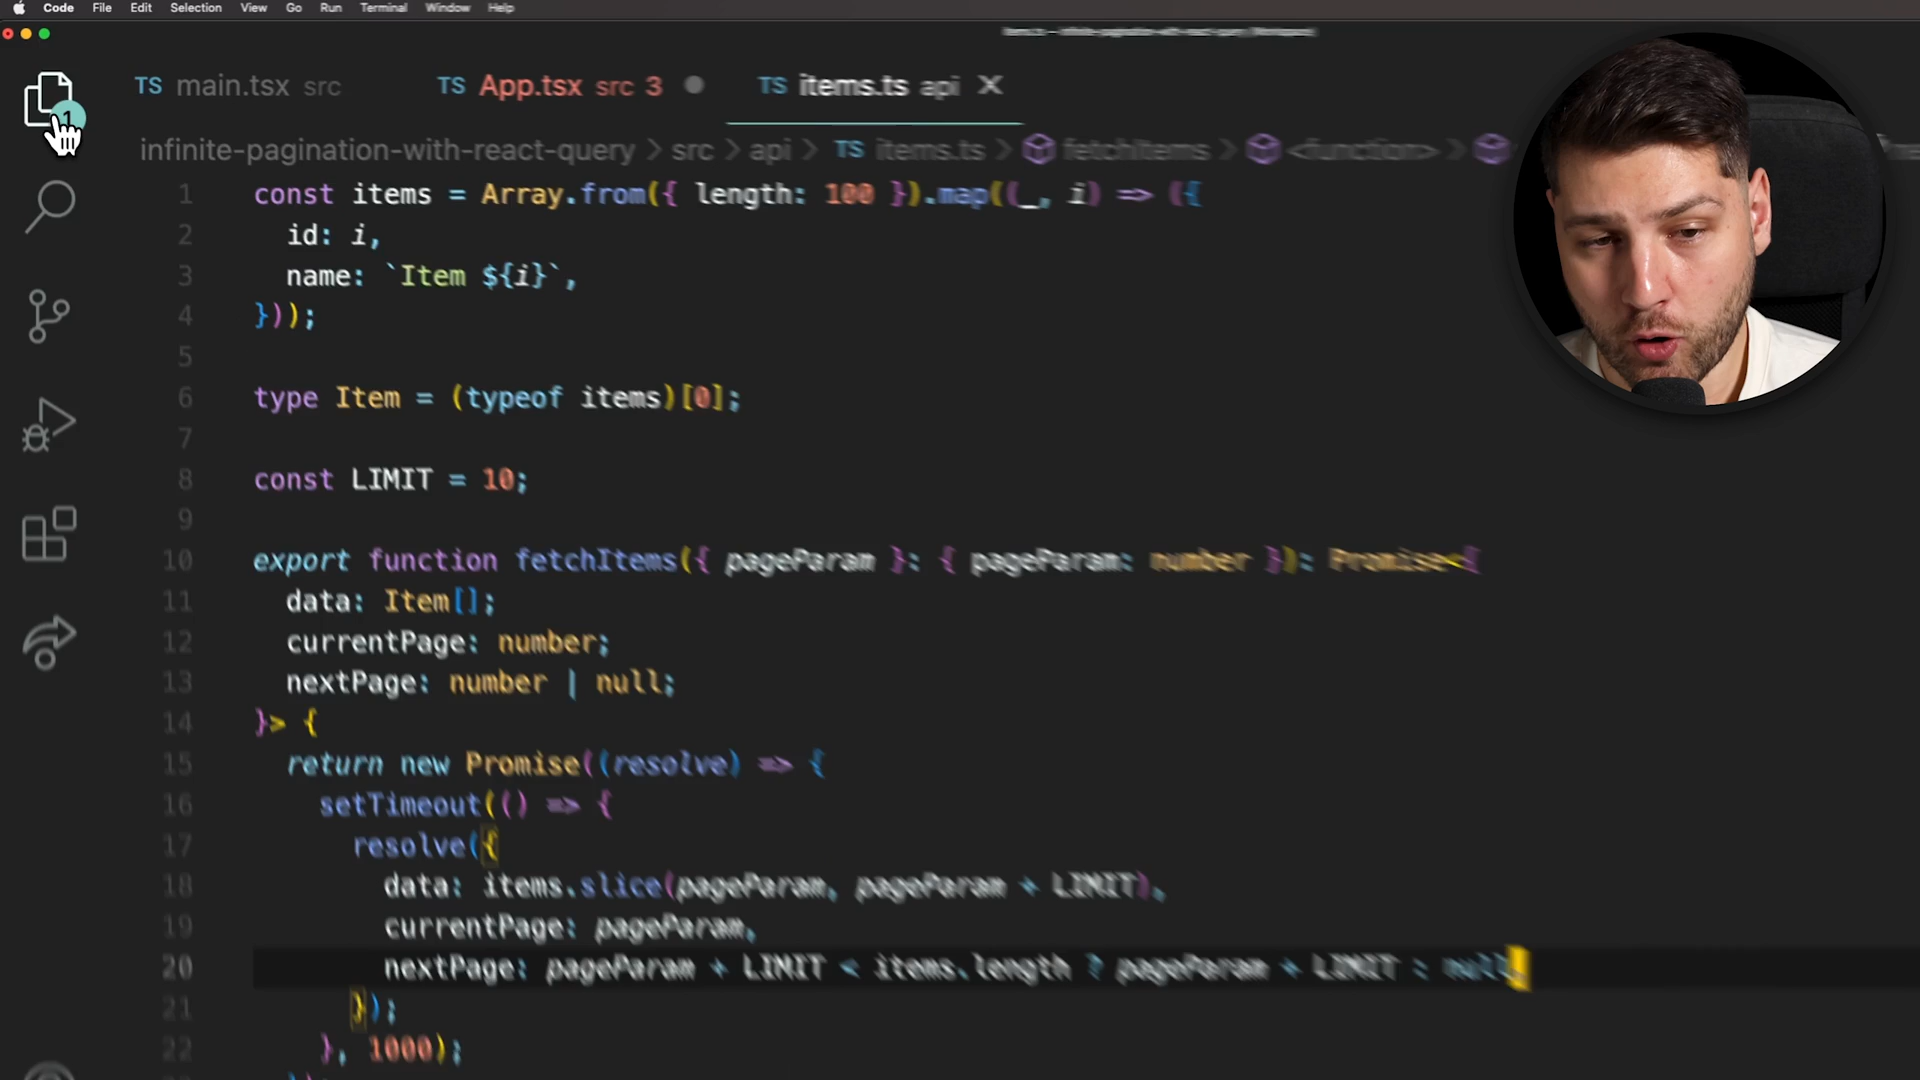 Code File Edit Selection View Go Run Terminal Window Help
TS main.tsx src TS App.tsx src 3 TS items.ts api
1
infinite-pagination-with-react-query > src > api > TS items.ts > fetchItems > <function> >
1 const items = Array.from({ length: 100 }).map((_, i) => ({
2 id: i,
3 name: `Item ${i}`,
4 }));
5
6 type Item = (typeof items)[0];
7
8 const LIMIT = 10;
9
10 export function fetchItems({ pageParam }: { pageParam: number }): Promise<{
11 data: Item[];
12 currentPage: number;
13 nextPage: number | null;
14 }> {
15 return new Promise((resolve) => {
16 setTimeout(() => {
17 resolve({
18 data: items.slice(pageParam, pageParam + LIMIT),
19 currentPage: pageParam,
20 nextPage: pageParam + LIMIT < items.length ? pageParam + LIMIT : null,
21 });
22 }, 1000);